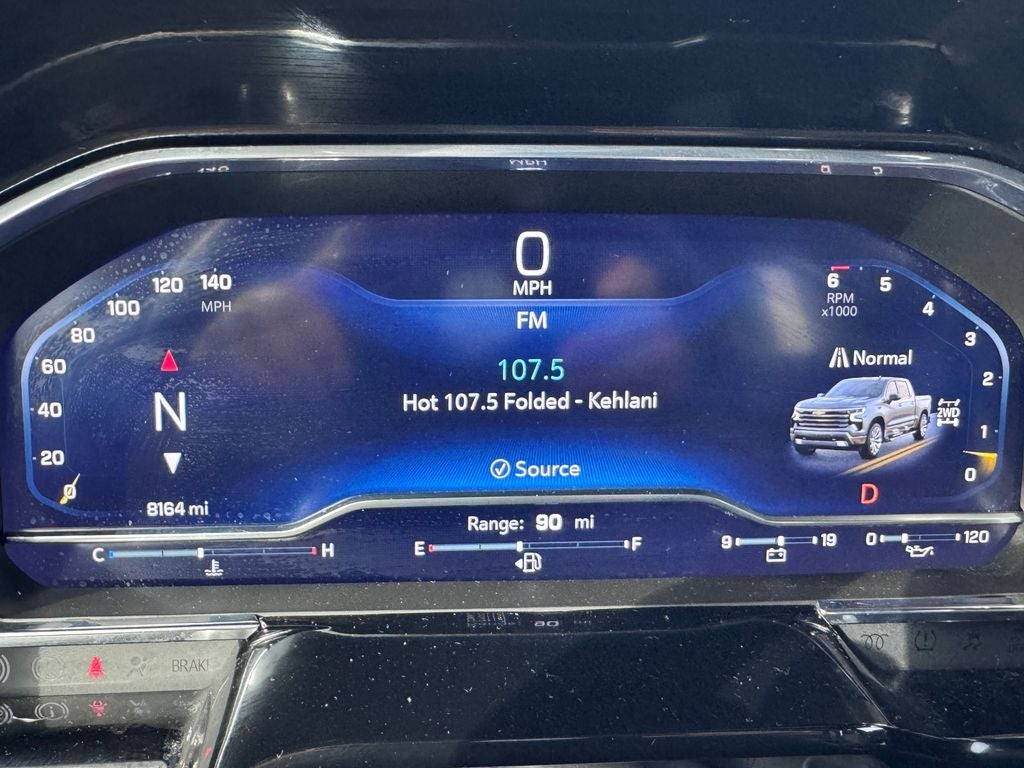 0
MPH
FM
107.5
Hot 107.5 Folded - Kehlani
Source
140
120
100
80
60
40
20
0
MPH
N
8164 mi
6
5
4
3
2
1
0
RPM
x1000
Normal
2WD
D
Range: 90 mi
C H
E F
9 19
0 120
BRAK